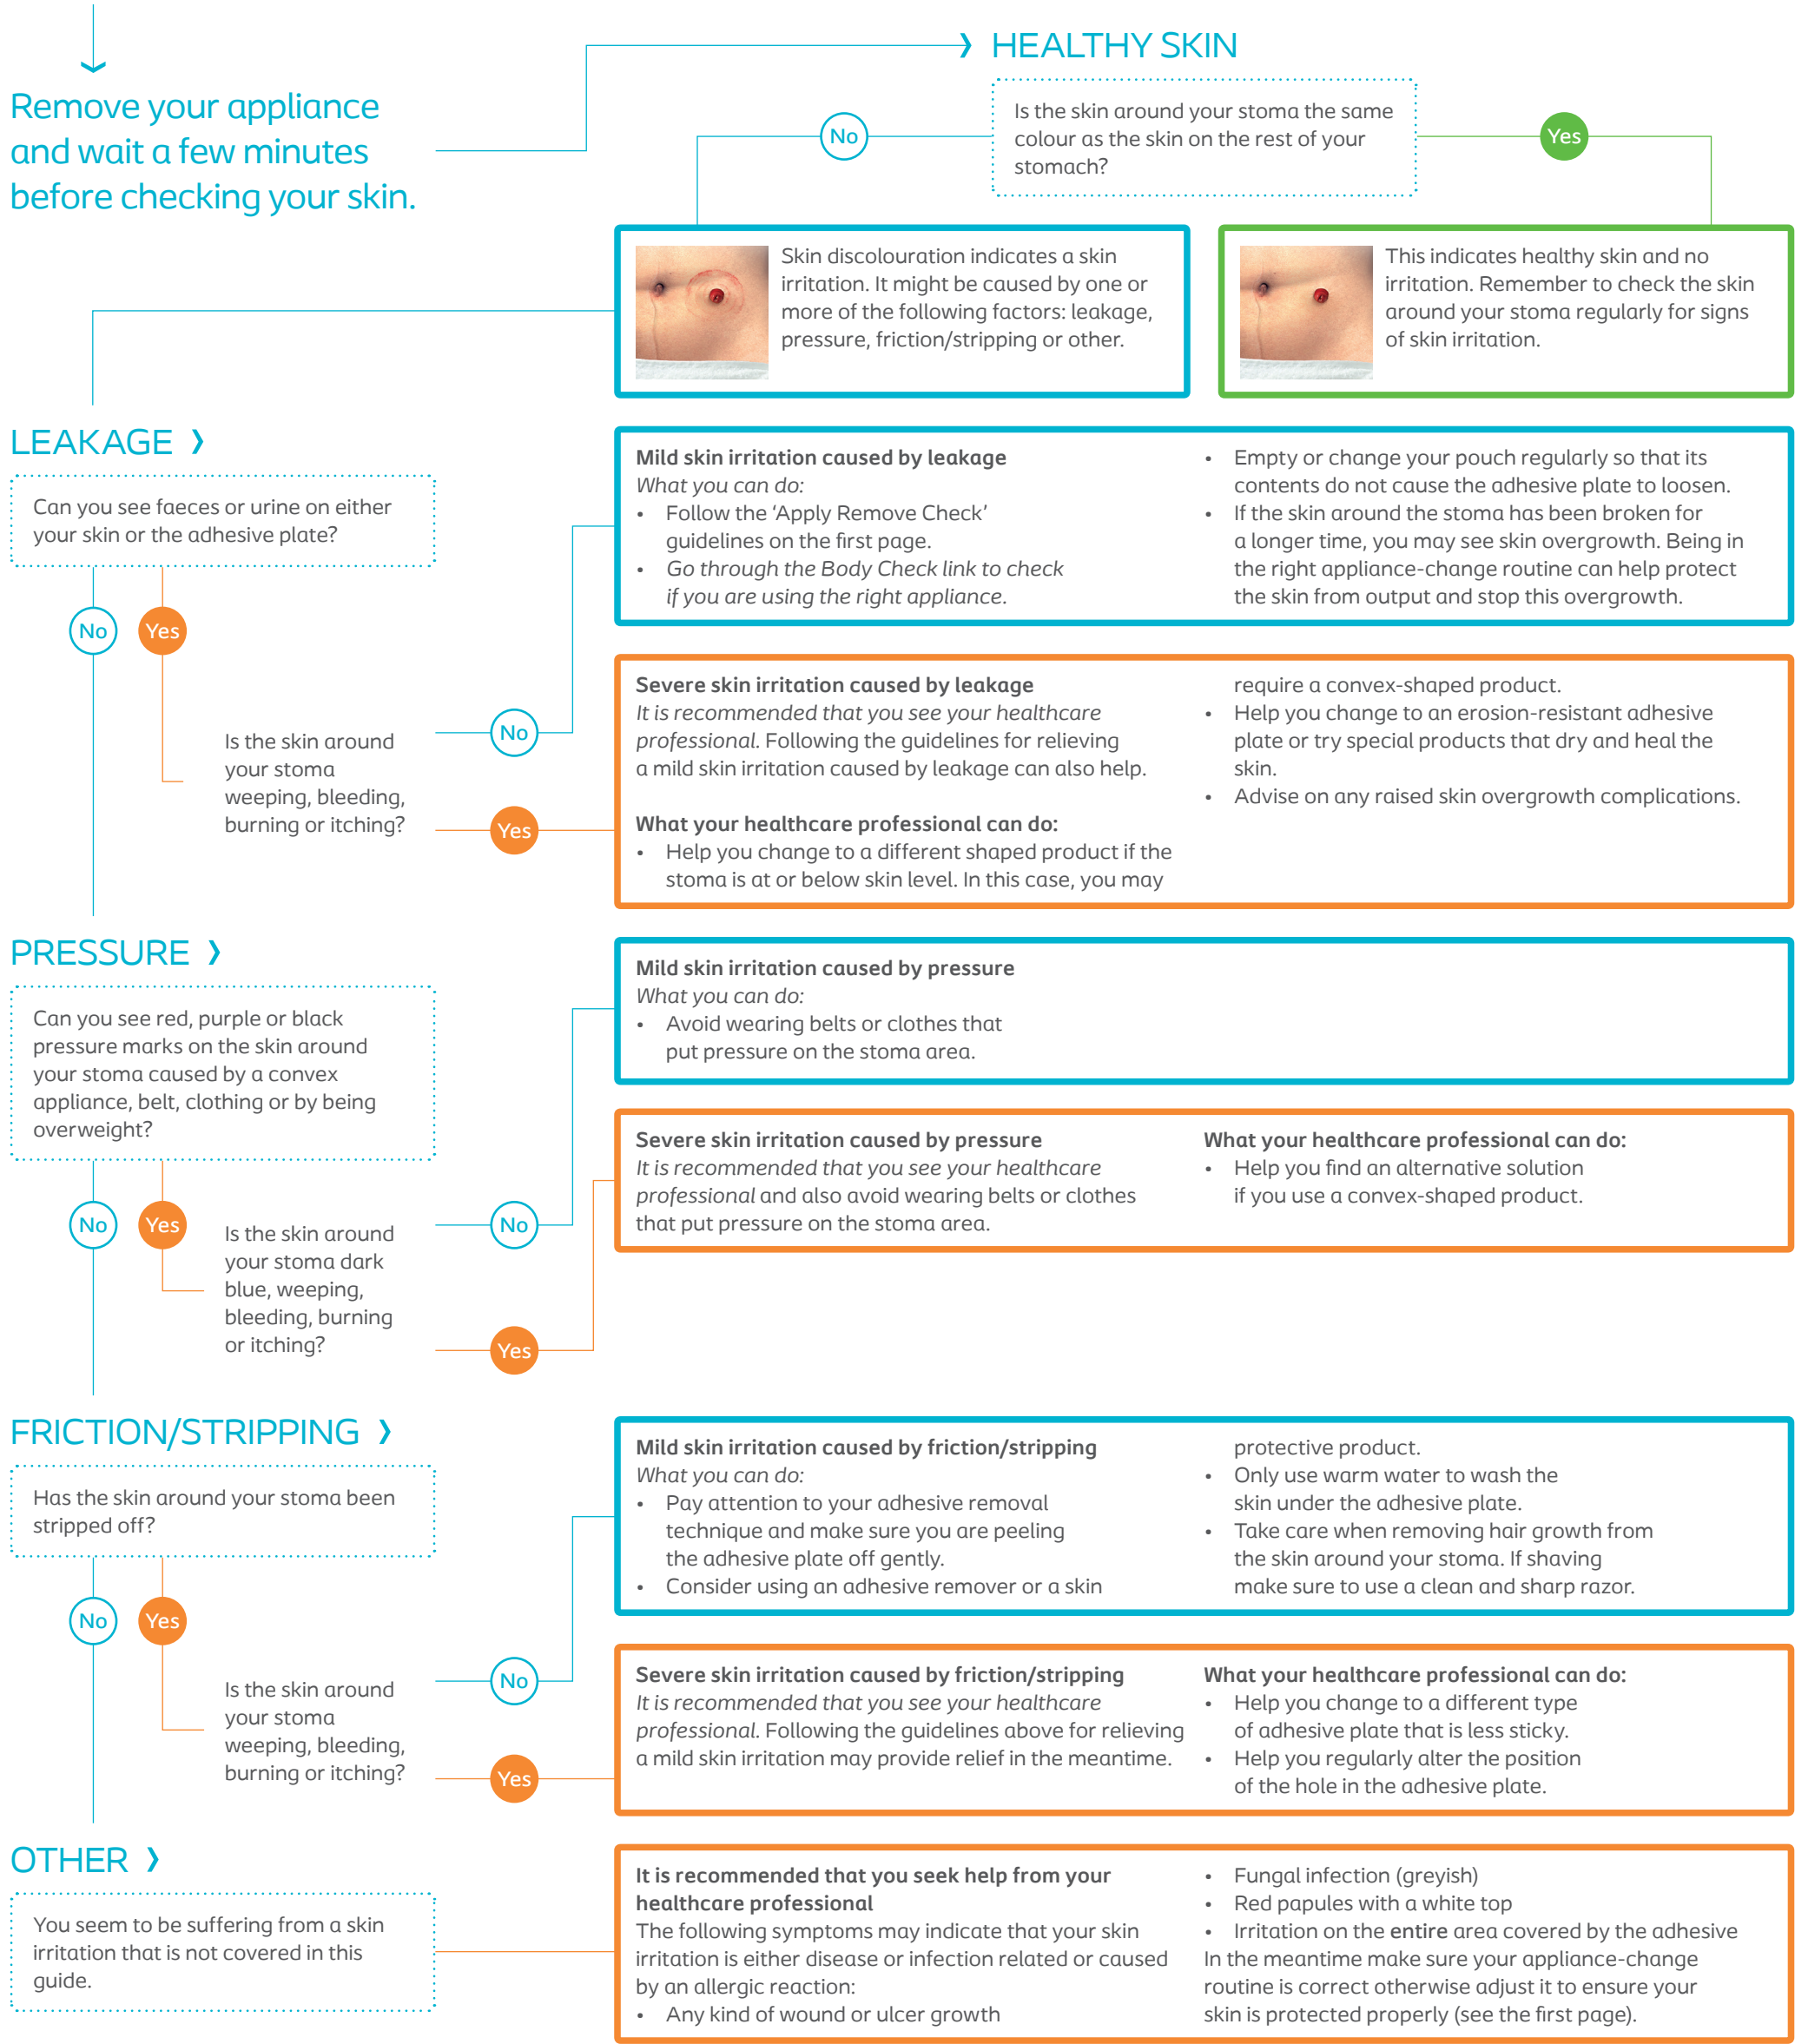 Remove your appliance
and wait a few minutes
before checking your skin.
HEALTHY SKIN
Is the skin around your stoma the same
colour as the skin on the rest of your
stomach?
No
Yes
Skin discolouration indicates a skin
irritation. It might be caused by one or
more of the following factors: leakage,
pressure, friction/stripping or other.
This indicates healthy skin and no
irritation. Remember to check the skin
around your stoma regularly for signs
of skin irritation.
LEAKAGE
Can you see faeces or urine on either
your skin or the adhesive plate?
No
Yes
Is the skin around
your stoma
weeping, bleeding,
burning or itching?
No
Yes
Mild skin irritation caused by leakage
What you can do:
• Follow the ‘Apply Remove Check’
guidelines on the first page.
• Go through the Body Check link to check
if you are using the right appliance.
• Empty or change your pouch regularly so that its
contents do not cause the adhesive plate to loosen.
• If the skin around the stoma has been broken for
a longer time, you may see skin overgrowth. Being in
the right appliance-change routine can help protect
the skin from output and stop this overgrowth.
Severe skin irritation caused by leakage
It is recommended that you see your healthcare
professional. Following the guidelines for relieving
a mild skin irritation caused by leakage can also help.
What your healthcare professional can do:
• Help you change to a different shaped product if the
stoma is at or below skin level. In this case, you may
require a convex-shaped product.
• Help you change to an erosion-resistant adhesive
plate or try special products that dry and heal the
skin.
• Advise on any raised skin overgrowth complications.
PRESSURE
Can you see red, purple or black
pressure marks on the skin around
your stoma caused by a convex
appliance, belt, clothing or by being
overweight?
No
Yes
Is the skin around
your stoma dark
blue, weeping,
bleeding, burning
or itching?
No
Yes
Mild skin irritation caused by pressure
What you can do:
• Avoid wearing belts or clothes that
put pressure on the stoma area.
Severe skin irritation caused by pressure
It is recommended that you see your healthcare
professional and also avoid wearing belts or clothes
that put pressure on the stoma area.
What your healthcare professional can do:
• Help you find an alternative solution
if you use a convex-shaped product.
FRICTION/STRIPPING
Has the skin around your stoma been
stripped off?
No
Yes
Is the skin around
your stoma
weeping, bleeding,
burning or itching?
No
Yes
Mild skin irritation caused by friction/stripping
What you can do:
• Pay attention to your adhesive removal
technique and make sure you are peeling
the adhesive plate off gently.
• Consider using an adhesive remover or a skin
protective product.
• Only use warm water to wash the
skin under the adhesive plate.
• Take care when removing hair growth from
the skin around your stoma. If shaving
make sure to use a clean and sharp razor.
Severe skin irritation caused by friction/stripping
It is recommended that you see your healthcare
professional. Following the guidelines above for relieving
a mild skin irritation may provide relief in the meantime.
What your healthcare professional can do:
• Help you change to a different type
of adhesive plate that is less sticky.
• Help you regularly alter the position
of the hole in the adhesive plate.
OTHER
You seem to be suffering from a skin
irritation that is not covered in this
guide.
It is recommended that you seek help from your
healthcare professional
The following symptoms may indicate that your skin
irritation is either disease or infection related or caused
by an allergic reaction:
• Any kind of wound or ulcer growth
• Fungal infection (greyish)
• Red papules with a white top
• Irritation on the entire area covered by the adhesive
In the meantime make sure your appliance-change
routine is correct otherwise adjust it to ensure your
skin is protected properly (see the first page).